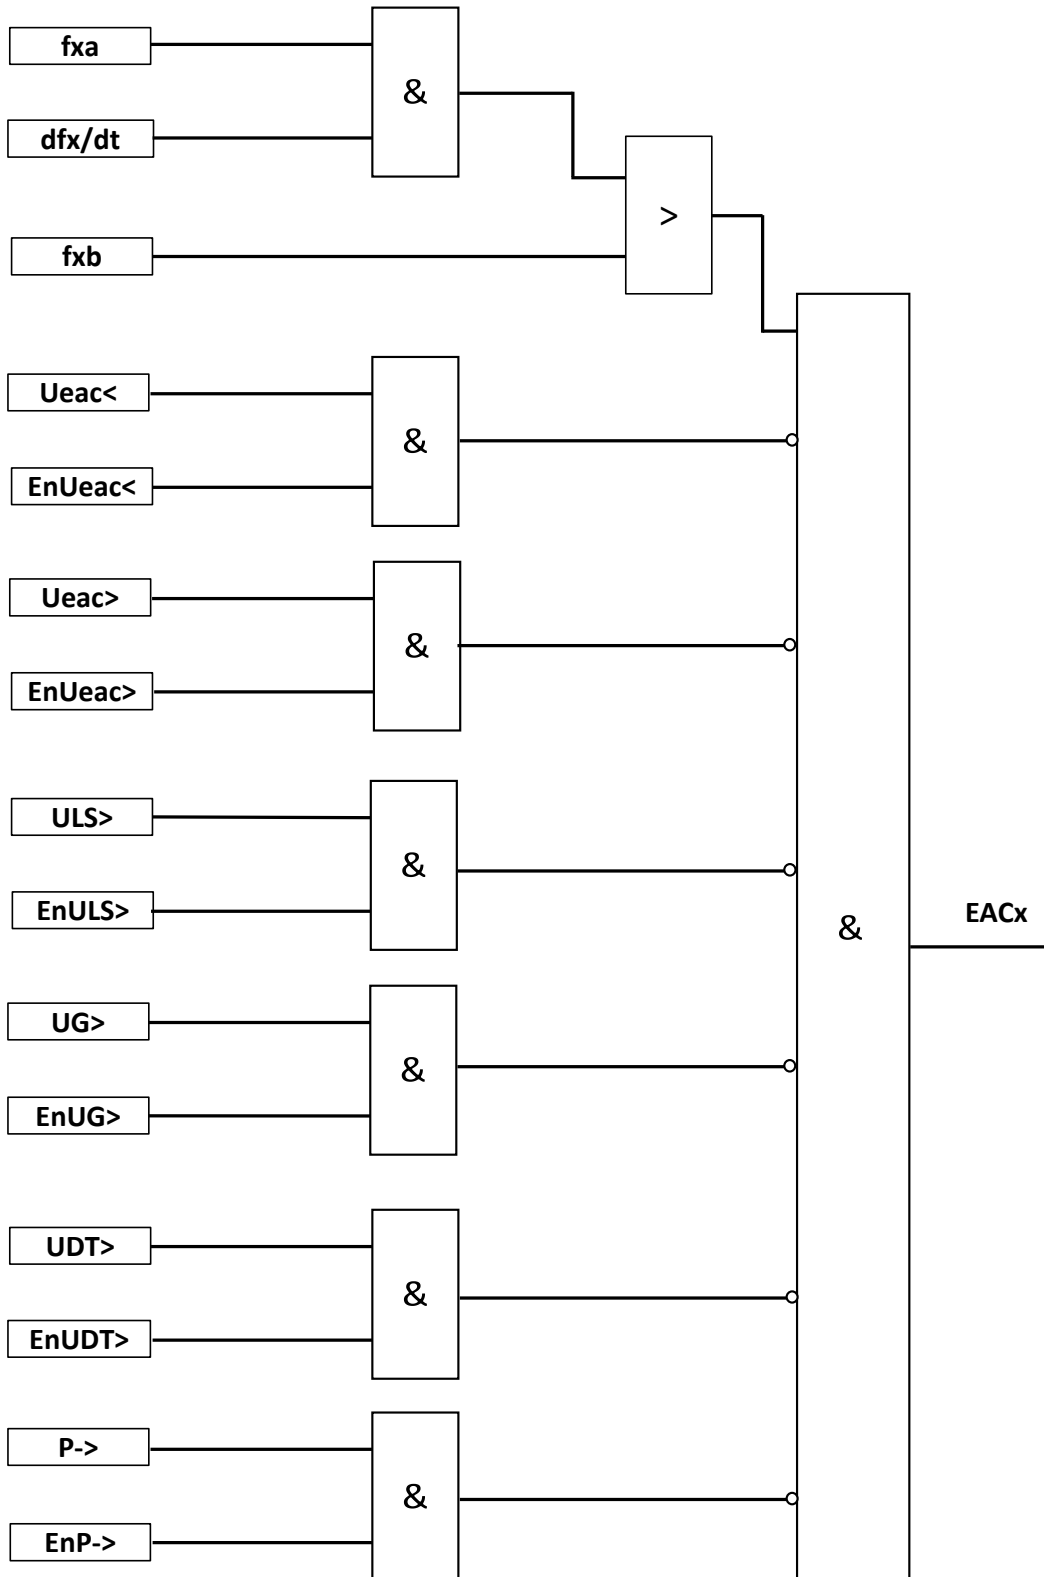 fxa
&
dfx/dt
>
fxb
Ueac<
&
EnUeac<
Ueac>
&
EnUeac>
ULS>
&
EnULS>
EACx
&
UG>
&
EnUG>
UDT>
&
EnUDT>
P->
&
EnP->